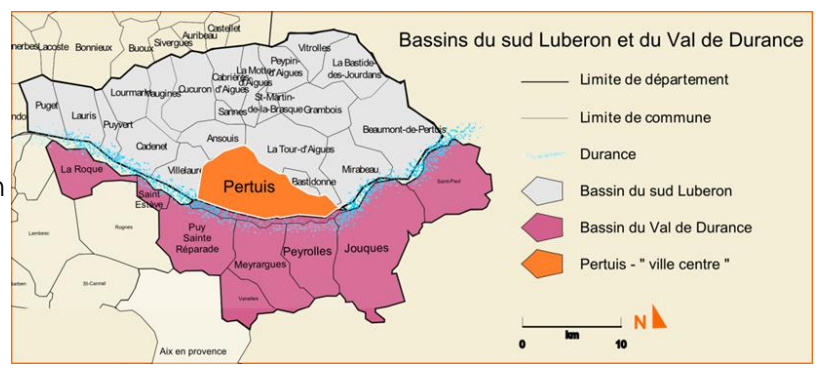 Castellet
Auribeau
Sivergues
Buoux
Bonnieux
Lacoste
nerbes
Vitrolles
Peypin-
d'Aigues
La Bastide-
des-Jourdans
La Motte-
d'Aigues
Cabrières
d'Aigues
Cucuron
Vaugines
Lourmarin
St-Martin-
de-la-Brasque
Grambois
Sannes
Puget
Lauris
Puyvert
Cadenet
Ansouis
La Tour-d'Aigues
Beaumont-de-Pertuis
Mirabeau
Villelaure
Bastidonne
Pertuis
La Roque
Saint
Estève
Saint-Paul
Puy
Sainte
Réparade
Meyrargues
Peyrolles
Jouques
Venelles
Rognes
Lambesc
St-Cannat
Aix en provence
Bassins du sud Luberon et du Val de Durance
Limite de département
Limite de commune
Durance
Bassin du sud Luberon
Bassin du Val de Durance
Pertuis - " ville centre "
N
km
0 10